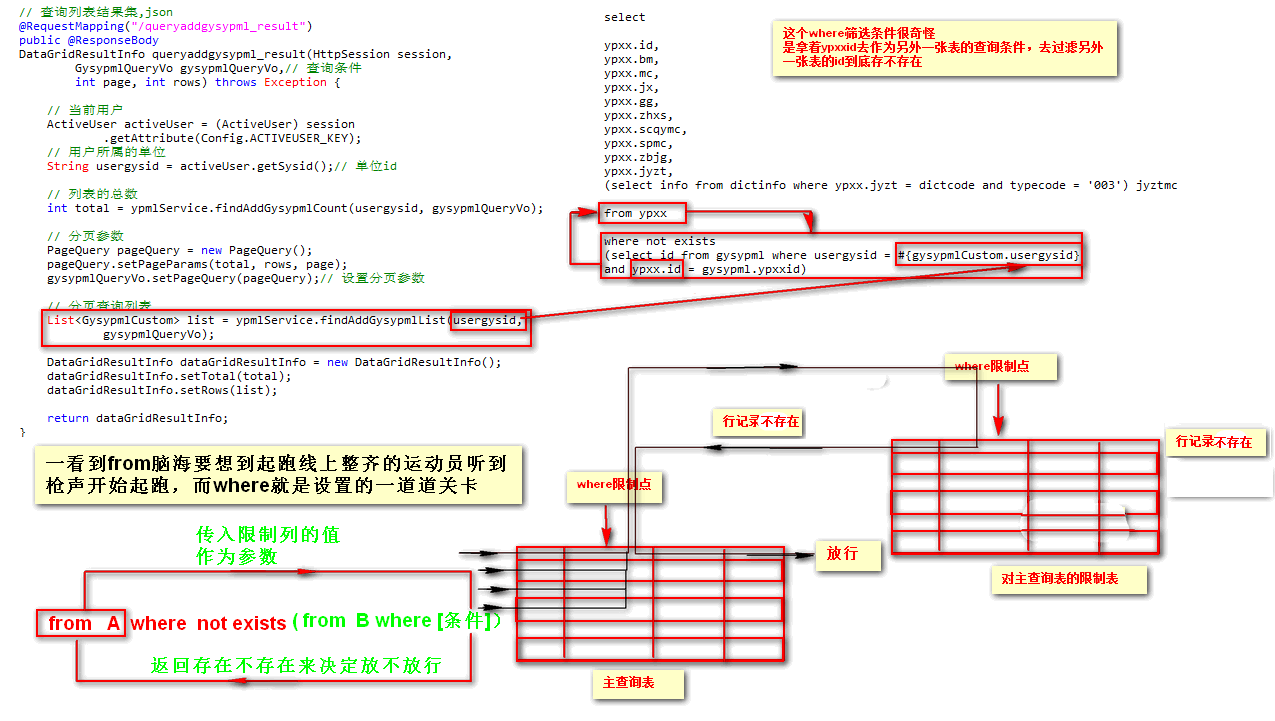 // 查询列表结果集,json
@RequestMapping("/queryaddgysypml_result")
public @ResponseBody
DataGridResultInfo queryaddgysypml_result(HttpSession session,
GysypmlQueryVo gysypmlQueryVo,// 查询条件
int page, int rows) throws Exception {
// 当前用户
ActiveUser activeUser = (ActiveUser) session
.getAttribute(Config.ACTIVEUSER_KEY);
// 用户所属的单位
String usergysid = activeUser.getSysid();// 单位id
// 列表的总数
int total = ypmlService.findAddGysypmlCount(usergysid, gysypmlQueryVo);
// 分页参数
PageQuery pageQuery = new PageQuery();
pageQuery.setPageParams(total, rows, page);
gysypmlQueryVo.setPageQuery(pageQuery);// 设置分页参数
// 分页查询列表
List<GysypmlCustom> list = ypmlService.findAddGysypmlList(usergysid,
gysypmlQueryVo);
DataGridResultInfo dataGridResultInfo = new DataGridResultInfo();
dataGridResultInfo.setTotal(total);
dataGridResultInfo.setRows(list);
return dataGridResultInfo;
}
select
ypxx.id,
ypxx.bm,
ypxx.mc,
ypxx.jx,
ypxx.gg,
ypxx.zhxs,
ypxx.scqymc,
ypxx.spmc,
ypxx.zbjg,
ypxx.jyzt,
(select info from dictinfo where ypxx.jyzt = dictcode and typecode = '003') jyztmc
from ypxx
where not exists
(select id from gysypml where usergysid = #{gysypmlCustom.usergysid}
and ypxx.id = gysypml.ypxxid)
这个where筛选条件很奇怪
是拿着ypxxid去作为另外一张表的查询条件，去过滤另外
一张表的id到底存不存在
一看到from脑海要想到起跑线上整齐的运动员听到
枪声开始起跑，而where就是设置的一道道关卡
传入限制列的值
作为参数
from A where not exists ( from B where [条件])
返回存在不存在来决定放不放行
where限制点
行记录不存在
行记录不存在
where限制点
放行
对主查询表的限制表
主查询表